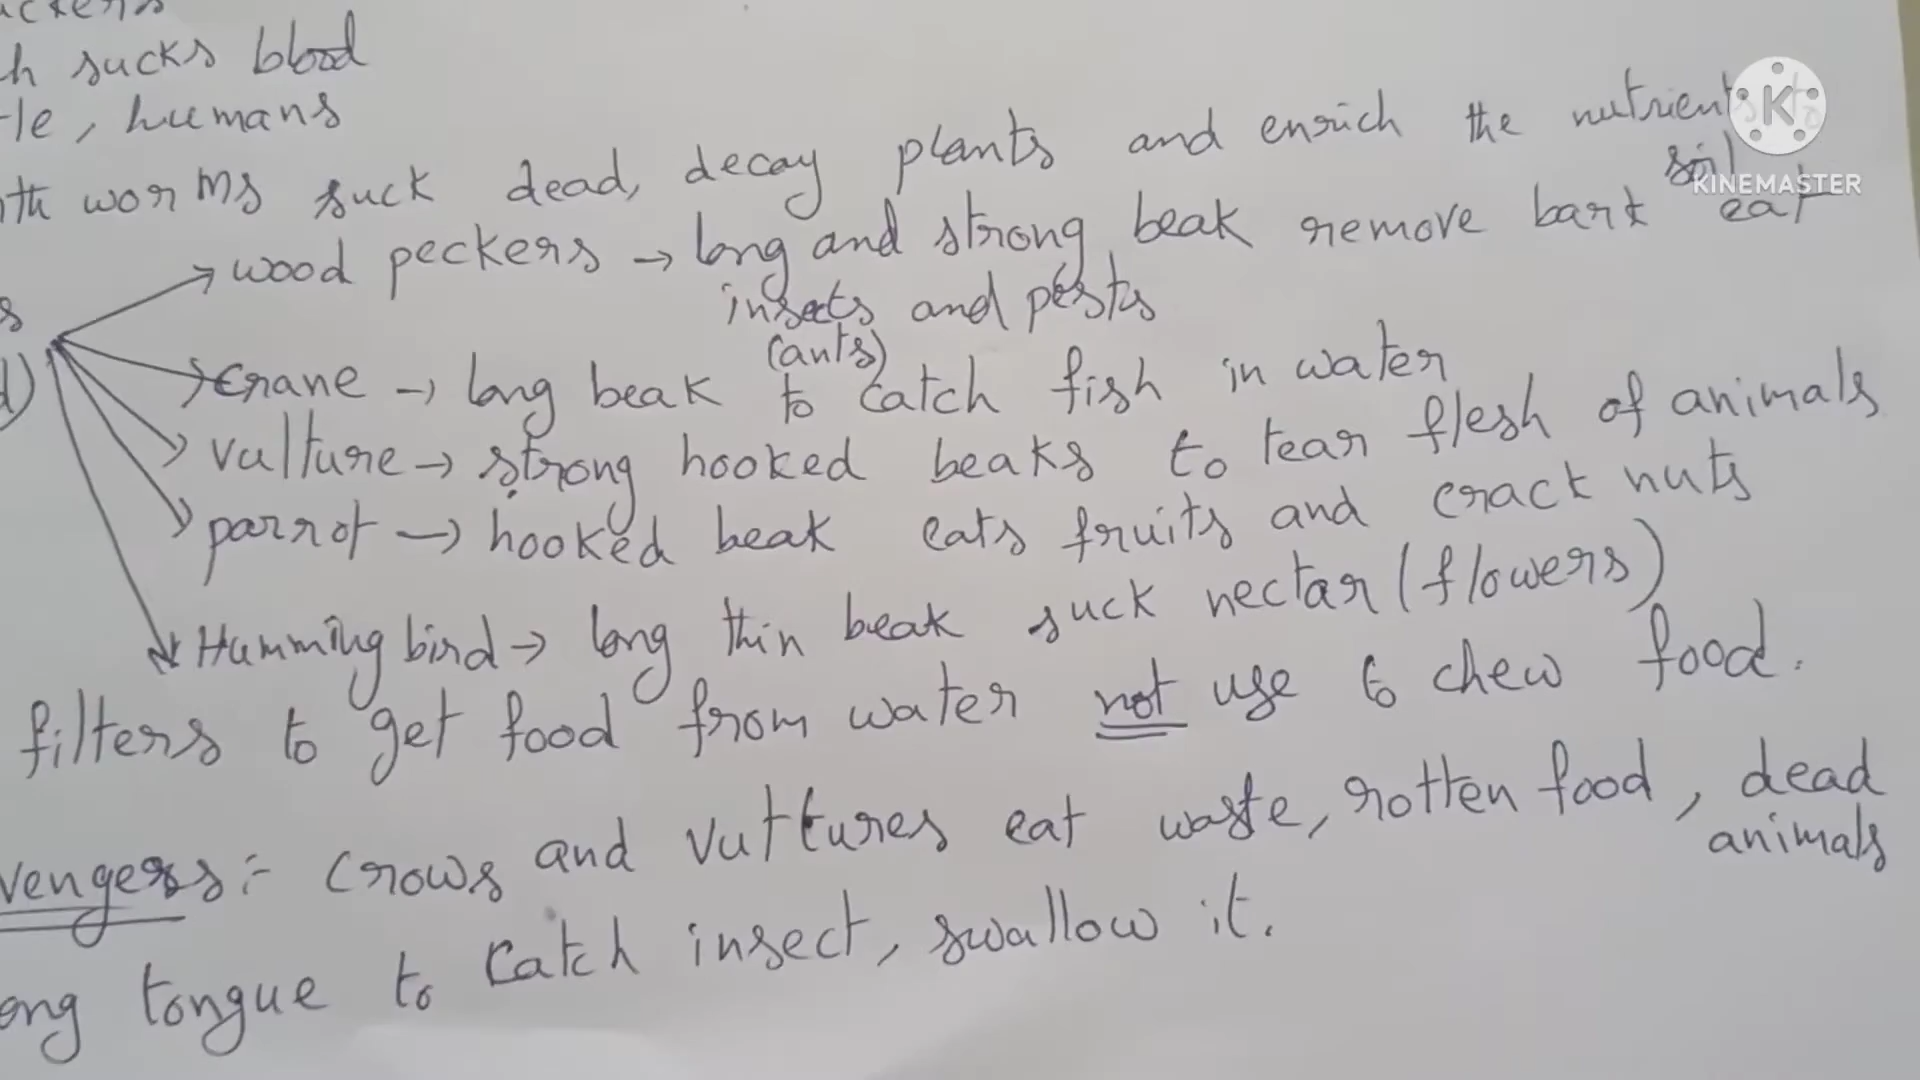 h sucks blood
le, humans
worms suck dead, decay plants and enrich the nutrients to soil
wood peckers → long and strong beak remove bark eat
insects and pests
(ants)
crane → long beak to catch fish in water
vulture → strong hooked beaks to tear flesh of animals
parrot → hooked beak eats fruits and crack nuts
Humming bird → long thin beak suck nectar (flowers)
filters to get food from water not use to chew food.
vengers :- crows and vultures eat waste, rotten food, dead
animals
ong tongue to catch insect, swallow it.
K
KINEMASTER